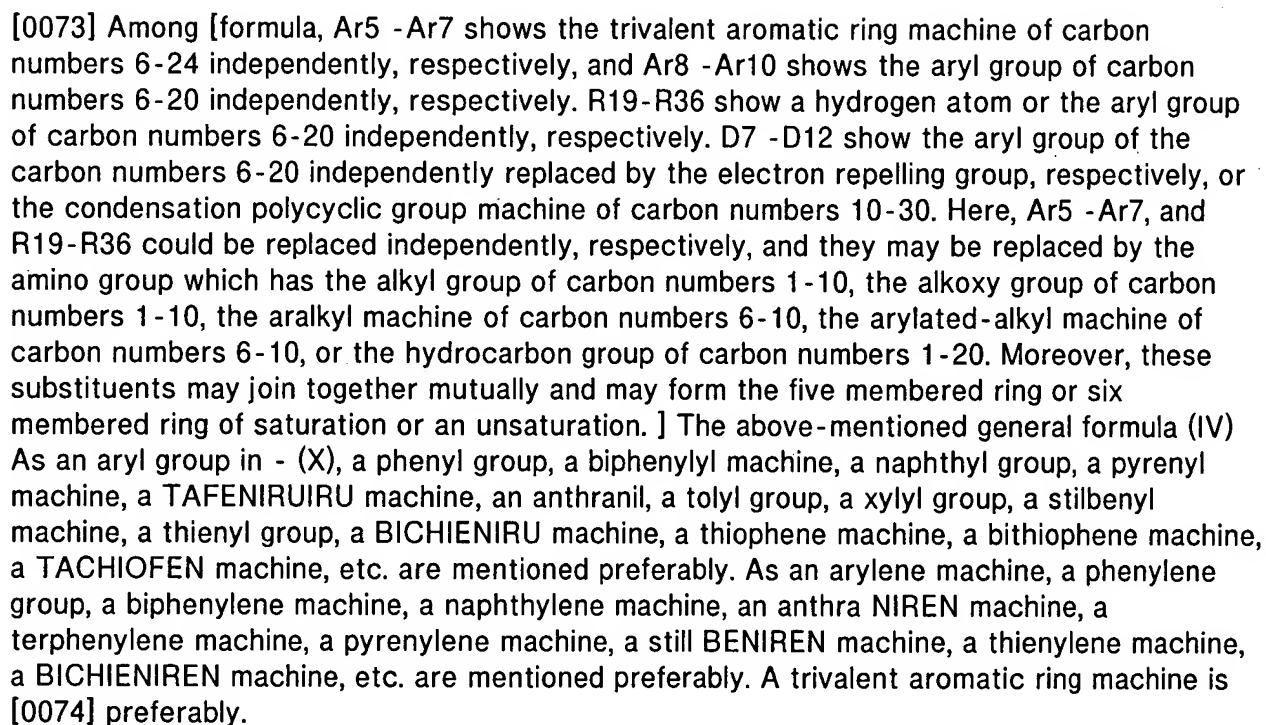 [0073] Among [formula, Ar5 -Ar7 shows the trivalent aromatic ring machine of carbon
numbers 6-24 independently, respectively, and Ar8 -Ar10 shows the aryl group of carbon
numbers 6-20 independently, respectively. R19-R36 show a hydrogen atom or the aryl group
of carbon numbers 6-20 independently, respectively. D7 -D12 show the aryl group of the
carbon numbers 6-20 independently replaced by the electron repelling group, respectively, or
the condensation polycyclic group machine of carbon numbers 10-30. Here, Ar5 -Ar7, and
R19-R36 could be replaced independently, respectively, and they may be replaced by the
amino group which has the alkyl group of carbon numbers 1-10, the alkoxy group of carbon
numbers 1-10, the aralkyl machine of carbon numbers 6-10, the arylated-alkyl machine of
carbon numbers 6-10, or the hydrocarbon group of carbon numbers 1-20. Moreover, these
substituents may join together mutually and may form the five membered ring or six
membered ring of saturation or an unsaturation. ] The above-mentioned general formula (IV)
As an aryl group in - (X), a phenyl group, a biphenylyl machine, a naphthyl group, a pyrenyl
machine, a TAFENIRUIRU machine, an anthranil, a tolyl group, a xylyl group, a stilbenyl
machine, a thienyl group, a BICHIENIRU machine, a thiophene machine, a bithiophene machine,
a TACHIOFEN machine, etc. are mentioned preferably. As an arylene machine, a phenylene
group, a biphenylene machine, a naphthylene machine, an anthra NIREN machine, a
terphenylene machine, a pyrenylene machine, a still BENIREN machine, a thienylene machine,
a BICHIENIREN machine, etc. are mentioned preferably. A trivalent aromatic ring machine is
[0074] preferably.